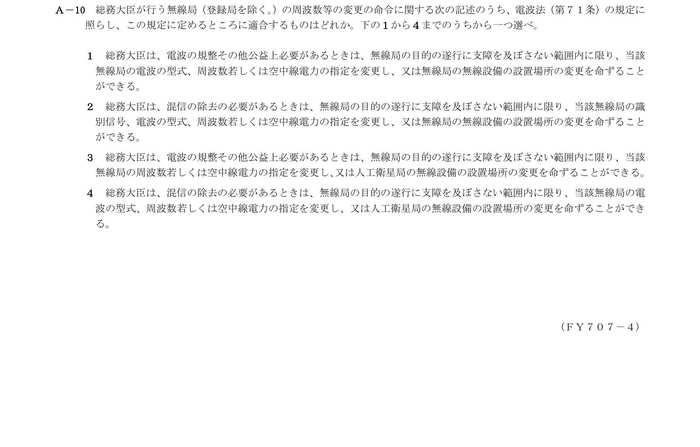 A－10 総務大臣が行う無線局（登録局を除く。）の周波数等の変更の命令に関する次の記述のうち、電波法（第７１条）の規定に
照らし、この規定に定めるところに適合するものはどれか。下の1から4までのうちから一つ選べ。
1 総務大臣は、電波の規整その他公益上必要があるときは、無線局の目的の遂行に支障を及ぼさない範囲内に限り、当該
無線局の電波の型式、周波数若しくは空中線電力の指定を変更し、又は無線局の無線設備の設置場所の変更を命ずること
ができる。
2 総務大臣は、混信の除去の必要があるときは、無線局の目的の遂行に支障を及ぼさない範囲内に限り、当該無線局の識
別信号、電波の型式、周波数若しくは空中線電力の指定を変更し、又は無線局の無線設備の設置場所の変更を命ずること
ができる。
3 総務大臣は、電波の規整その他公益上必要があるときは、無線局の目的の遂行に支障を及ぼさない範囲内に限り、当該
無線局の周波数若しくは空中線電力の指定を変更し、又は人工衛星局の無線設備の設置場所の変更を命ずることができる。
4 総務大臣は、混信の除去の必要があるときは、無線局の目的の遂行に支障を及ぼさない範囲内に限り、当該無線局の電
波の型式、周波数若しくは空中線電力の指定を変更し、又は人工衛星局の無線設備の設置場所の変更を命ずることができ
る。
（ＦＹ７０７－４）